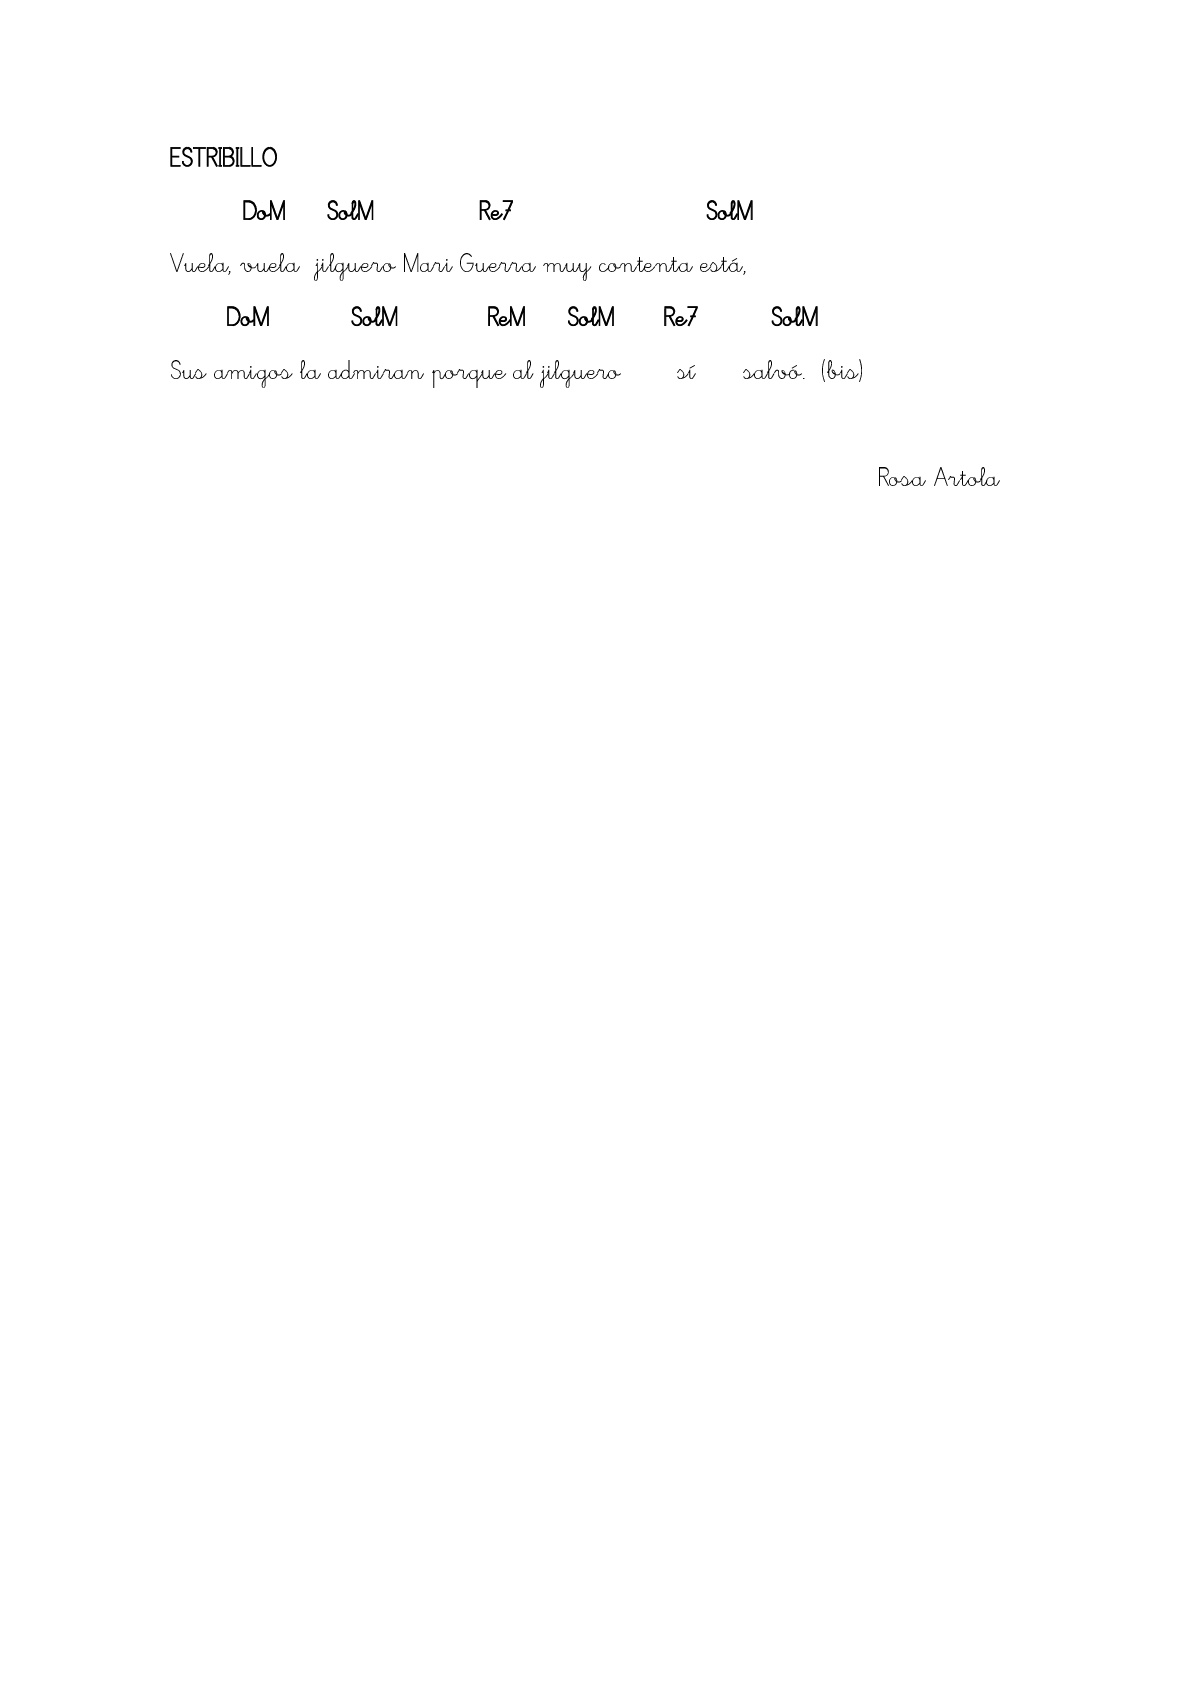 ESTRIBILLO
DoM SolM Re7 SolM
Vuela, vuela jilguero Mari Guerra muy contenta está,
DoM SolM ReM SolM Re7 SolM
Sus amigos la admiran porque al jilguero sí salvó. (bis)
Rosa Artola